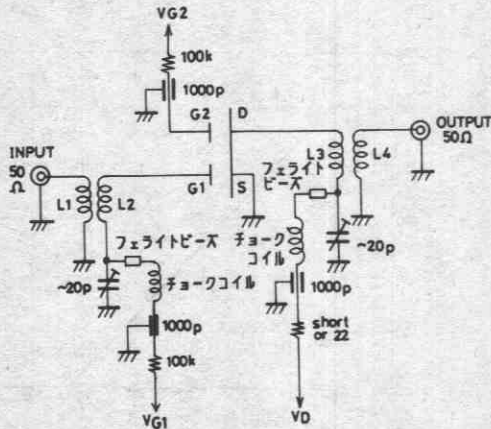 VG2
100k
1000p
G2
D
OUTPUT
50Ω
INPUT
50
Ω
L3
L4
フェライト
ビーズ
G1
S
L1
L2
フェライトビーズ
チョーク
コイル
~20p
~20p
チョークコイル
1000p
1000p
short
or 22
100k
VG1
VD